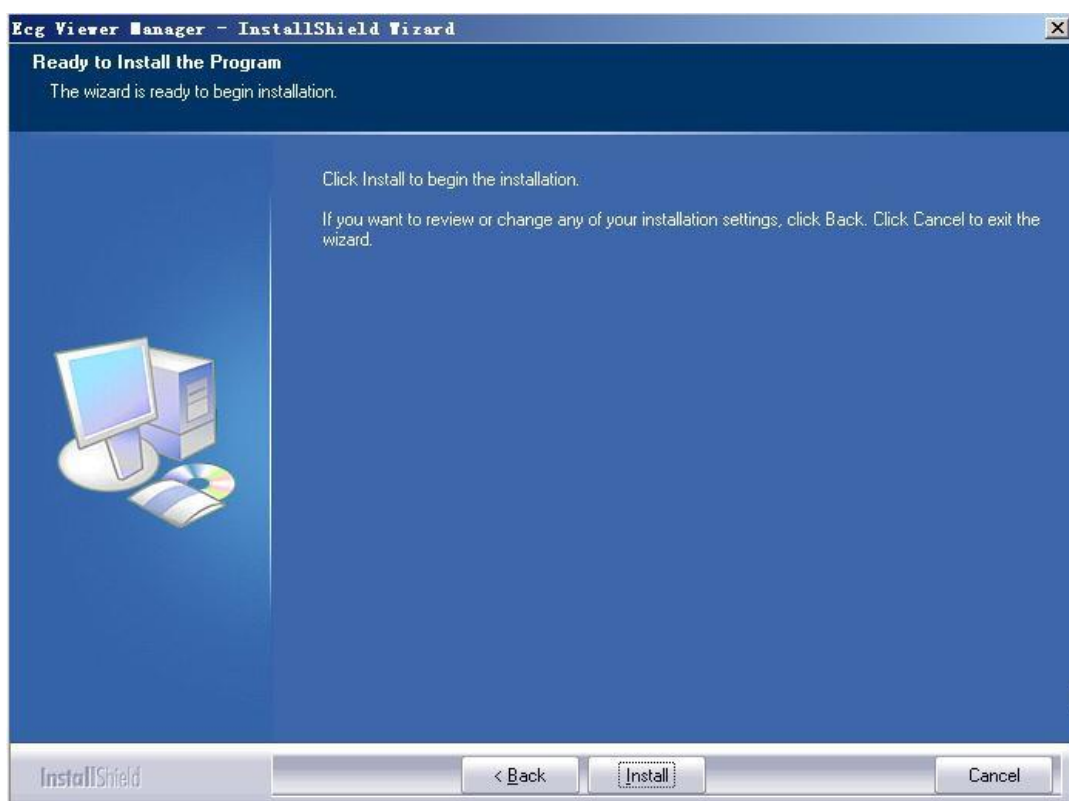 Ecg Viewer Manager - InstallShield Wizard
Ready to Install the Program
The wizard is ready to begin installation.
Click Install to begin the installation.
If you want to review or change any of your installation settings, click Back. Click Cancel to exit the
wizard.
InstallShield
< Back
Install
Cancel